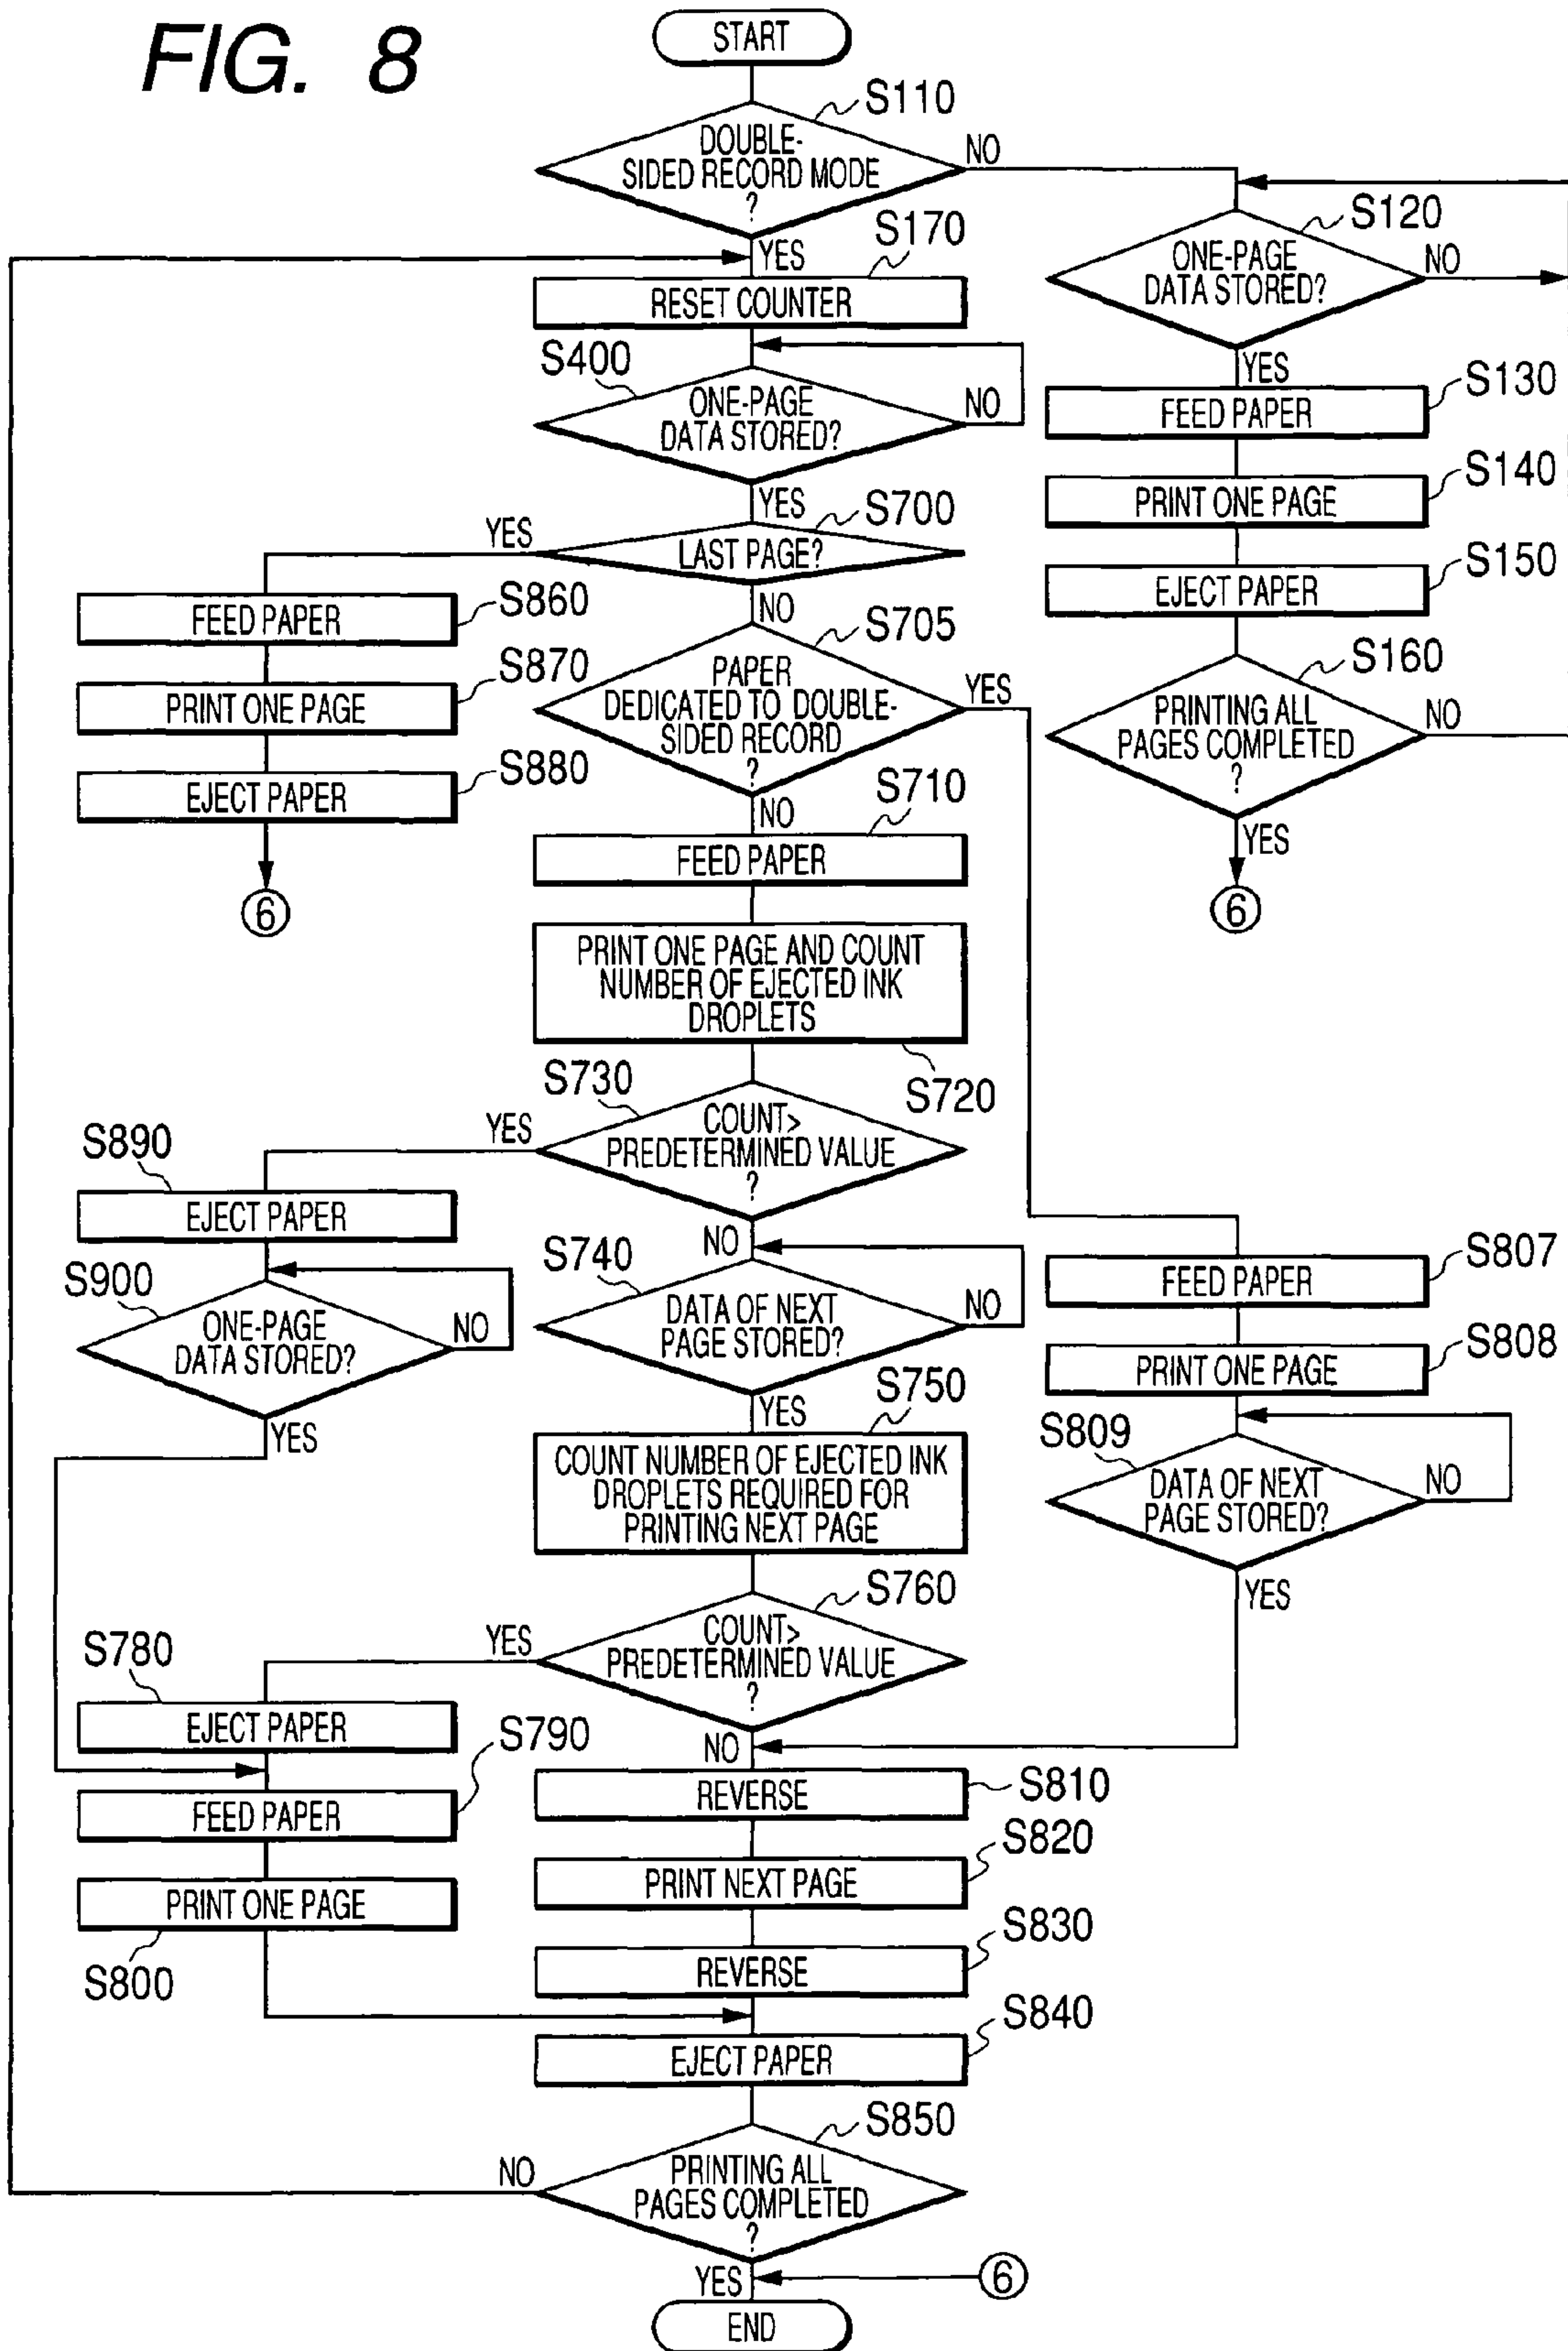 FIG. 8
START
S110
DOUBLE-
SIDED RECORD MODE
?
NO
YES
S170
RESET COUNTER
S120
ONE-PAGE
DATA STORED?
NO
YES
S400
ONE-PAGE
DATA STORED?
NO
YES
S130
FEED PAPER
S140
PRINT ONE PAGE
S150
EJECT PAPER
S160
PRINTING ALL
PAGES COMPLETED
?
NO
YES
6
S700
LAST PAGE?
YES
NO
S860
FEED PAPER
S870
PRINT ONE PAGE
S880
EJECT PAPER
6
S705
PAPER
DEDICATED TO DOUBLE-
SIDED RECORD
?
YES
NO
S710
FEED PAPER
PRINT ONE PAGE AND COUNT
NUMBER OF EJECTED INK
DROPLETS
S720
S730
COUNT>
PREDETERMINED VALUE
?
YES
NO
S890
EJECT PAPER
S900
ONE-PAGE
DATA STORED?
NO
YES
S740
DATA OF NEXT
PAGE STORED?
NO
YES
S807
FEED PAPER
S808
PRINT ONE PAGE
S809
DATA OF NEXT
PAGE STORED?
NO
YES
S750
COUNT NUMBER OF EJECTED INK
DROPLETS REQUIRED FOR
PRINTING NEXT PAGE
S760
COUNT>
PREDETERMINED VALUE
?
YES
NO
S780
EJECT PAPER
S790
FEED PAPER
PRINT ONE PAGE
S800
S810
REVERSE
S820
PRINT NEXT PAGE
S830
REVERSE
S840
EJECT PAPER
S850
PRINTING ALL
PAGES COMPLETED
?
NO
YES
6
END